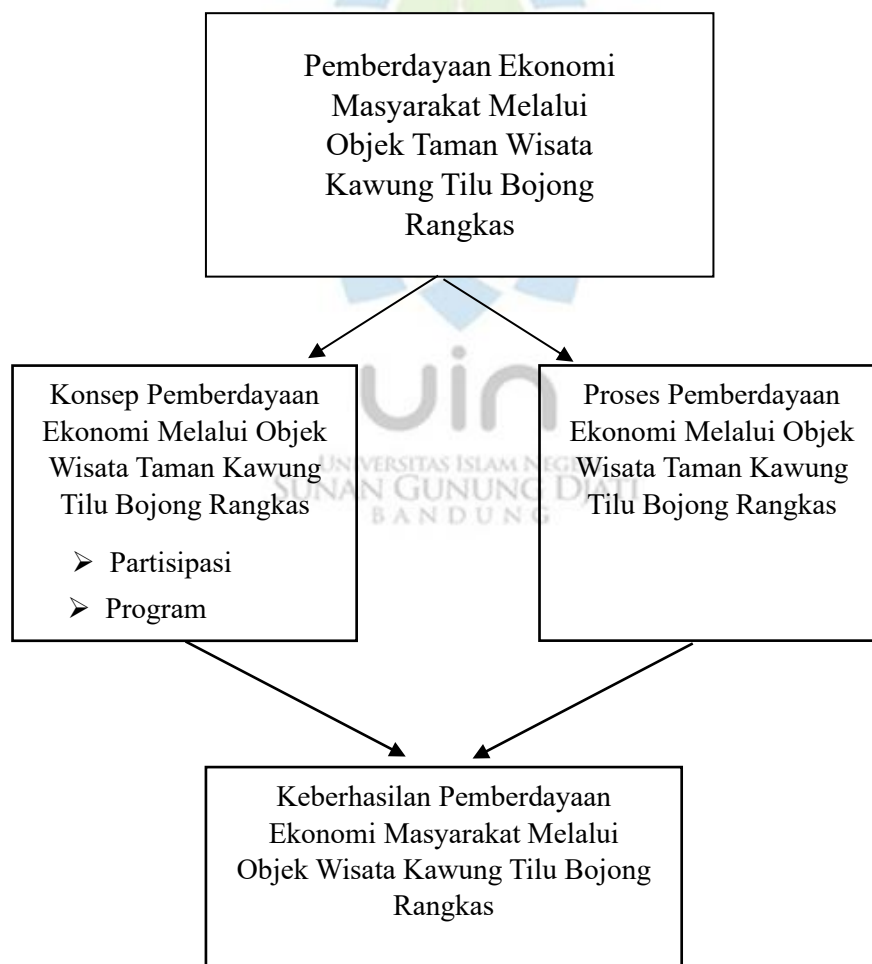 Pemberdayaan Ekonomi
Masyarakat Melalui
Objek Taman Wisata
Kawung Tilu Bojong
Rangkas
Konsep Pemberdayaan
Ekonomi Melalui Objek
Wisata Taman Kawung
Tilu Bojong Rangkas
➢ Partisipasi
➢ Program
Proses Pemberdayaan
Ekonomi Melalui Objek
Wisata Taman Kawung
Tilu Bojong Rangkas
uin
UNIVERSITAS ISLAM NEGERI
SUNAN GUNUNG DJATI
BANDUNG
Keberhasilan Pemberdayaan
Ekonomi Masyarakat Melalui
Objek Wisata Kawung Tilu Bojong
Rangkas